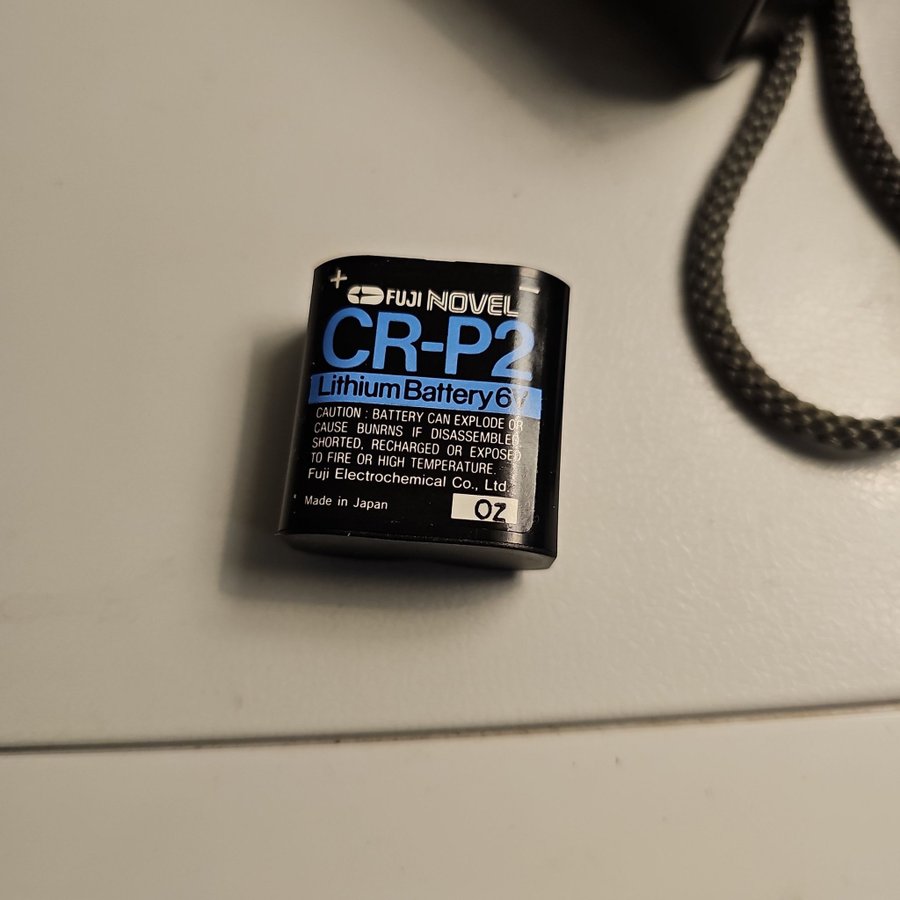 + −
FUJI NOVEL
CR-P2
Lithium Battery 6V
CAUTION : BATTERY CAN EXPLODE OR
CAUSE BUNRNS IF DISASSEMBLED,
SHORTED, RECHARGED OR EXPOSED
TO FIRE OR HIGH TEMPERATURE.
Fuji Electrochemical Co., Ltd.
Made in Japan
OZ